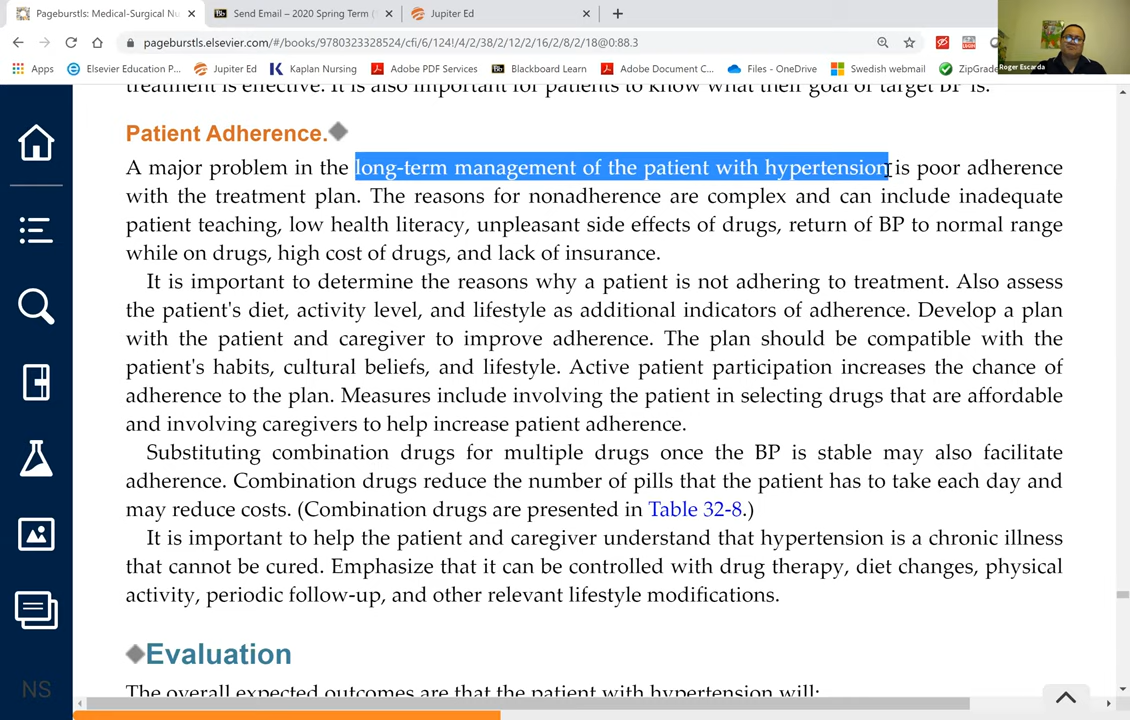 Pageburstls: Medical-Surgical Nu
Send Email – 2020 Spring Term (
Jupiter Ed
pageburstls.elsevier.com/#/books/9780323328524/cfi/6/124!/4/2/38/2/12/2/16/2/8/2/18@0:88.3
Apps
Elsevier Education P...
Jupiter Ed
Kaplan Nursing
Adobe PDF Services
Blackboard Learn
Adobe Document C...
Files - OneDrive
Swedish webmail
ZipGrade
Roger Escarda
treatment is effective. It is also important for patients to know what their goal or target BP is.
Patient Adherence.
A major problem in the long-term management of the patient with hypertension is poor adherence
with the treatment plan. The reasons for nonadherence are complex and can include inadequate
patient teaching, low health literacy, unpleasant side effects of drugs, return of BP to normal range
while on drugs, high cost of drugs, and lack of insurance.
It is important to determine the reasons why a patient is not adhering to treatment. Also assess
the patient's diet, activity level, and lifestyle as additional indicators of adherence. Develop a plan
with the patient and caregiver to improve adherence. The plan should be compatible with the
patient's habits, cultural beliefs, and lifestyle. Active patient participation increases the chance of
adherence to the plan. Measures include involving the patient in selecting drugs that are affordable
and involving caregivers to help increase patient adherence.
Substituting combination drugs for multiple drugs once the BP is stable may also facilitate
adherence. Combination drugs reduce the number of pills that the patient has to take each day and
may reduce costs. (Combination drugs are presented in Table 32-8.)
It is important to help the patient and caregiver understand that hypertension is a chronic illness
that cannot be cured. Emphasize that it can be controlled with drug therapy, diet changes, physical
activity, periodic follow-up, and other relevant lifestyle modifications.
Evaluation
The overall expected outcomes are that the patient with hypertension will:
NS